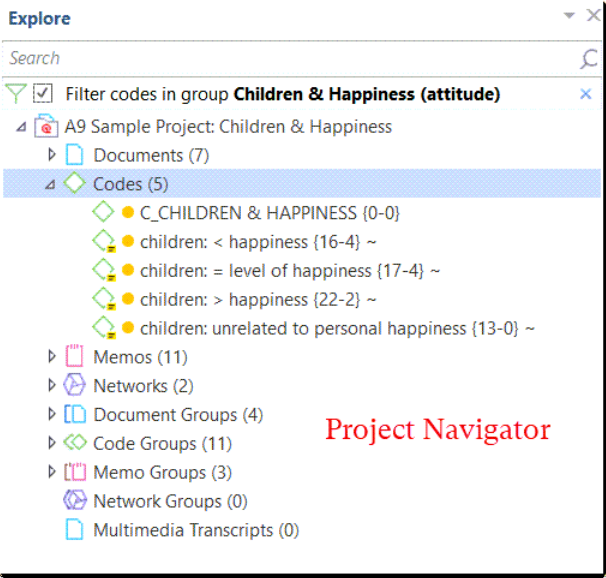 Explore
Search
Filter codes in group Children & Happiness (attitude)
A9 Sample Project: Children & Happiness
Documents (7)
Codes (5)
C_CHILDREN & HAPPINESS {0-0}
children: < happiness {16-4} ~
children: = level of happiness {17-4} ~
children: > happiness {22-2} ~
children: unrelated to personal happiness {13-0} ~
Memos (11)
Networks (2)
Document Groups (4)
Project Navigator
Code Groups (11)
Memo Groups (3)
Network Groups (0)
Multimedia Transcripts (0)